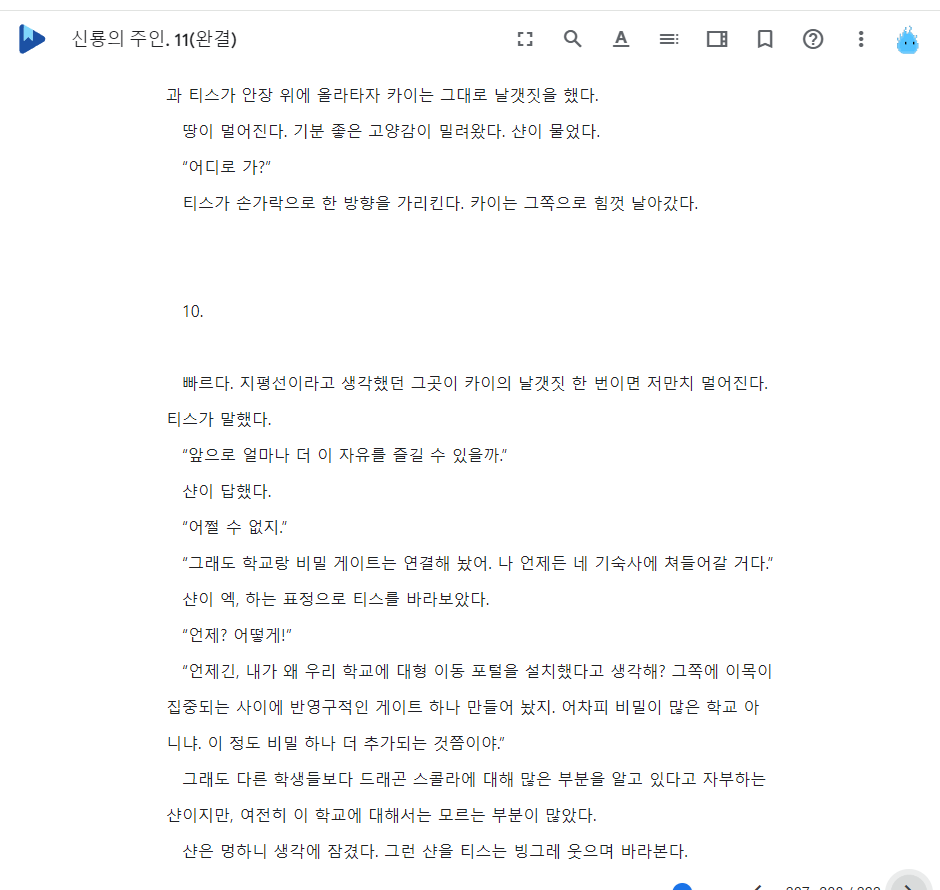 신룡의 주인. 11(완결)
과 티스가 안장 위에 올라타자 카이는 그대로 날갯짓을 했다.
땅이 멀어진다. 기분 좋은 고양감이 밀려왔다. 샨이 물었다.
“어디로 가?”
티스가 손가락으로 한 방향을 가리킨다. 카이는 그쪽으로 힘껏 날아갔다.
10.
빠르다. 지평선이라고 생각했던 그곳이 카이의 날갯짓 한 번이면 저만치 멀어진다.
티스가 말했다.
“앞으로 얼마나 더 이 자유를 즐길 수 있을까.”
샨이 답했다.
“어쩔 수 없지.”
“그래도 학교랑 비밀 게이트는 연결해 놨어. 나 언제든 네 기숙사에 쳐들어갈 거다.”
샨이 엑, 하는 표정으로 티스를 바라보았다.
“언제? 어떻게!”
“언제긴, 내가 왜 우리 학교에 대형 이동 포털을 설치했다고 생각해? 그쪽에 이목이
집중되는 사이에 반영구적인 게이트 하나 만들어 놨지. 어차피 비밀이 많은 학교 아
니냐. 이 정도 비밀 하나 더 추가되는 것쯤이야.”
그래도 다른 학생들보다 드래곤 스콜라에 대해 많은 부분을 알고 있다고 자부하는
샨이지만, 여전히 이 학교에 대해서는 모르는 부분이 많았다.
샨은 멍하니 생각에 잠겼다. 그런 샨을 티스는 빙그레 웃으며 바라본다.